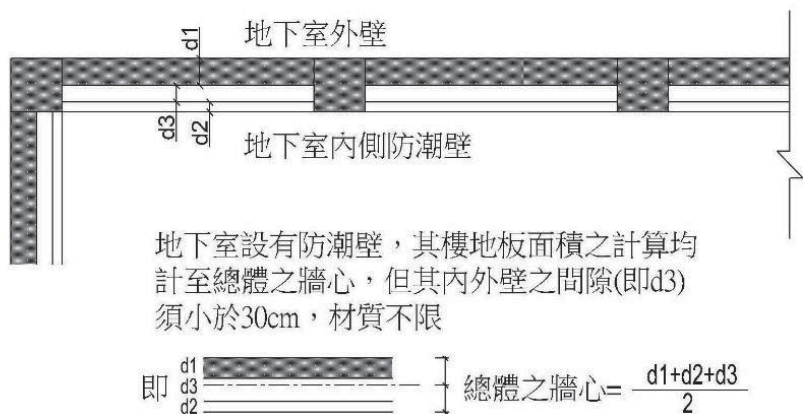 地下室外壁
d1
d3
d2
地下室內側防潮壁
地下室設有防潮壁，其樓地板面積之計算均
計至總體之牆心，但其內外壁之間隙(即d3)
須小於30cm，材質不限
即
d1
d3
d2
總體之牆心= d1+d2+d3
2